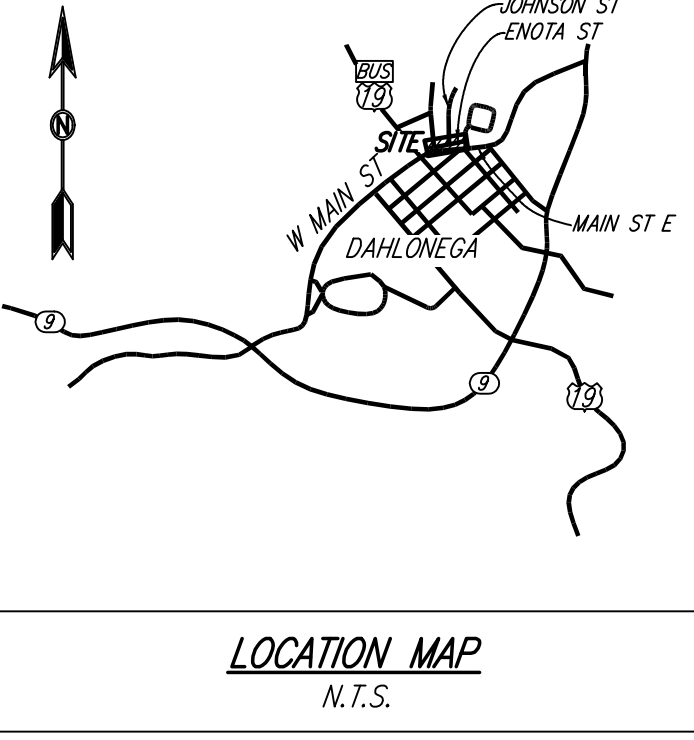 JOHNSON ST
ENOTA ST
BUS
19
N
SITE
W MAIN ST
MAIN ST E
DAHLONEGA
9
9
19
LOCATION MAP
N.T.S.